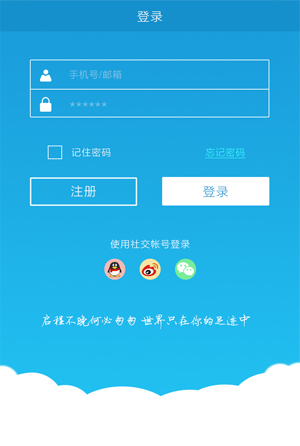 登录
手机号/邮箱
******
记住密码
忘记密码
注册
登录
使用社交帐号登录
启程不晚何必匆匆 世界只在你的足迹中